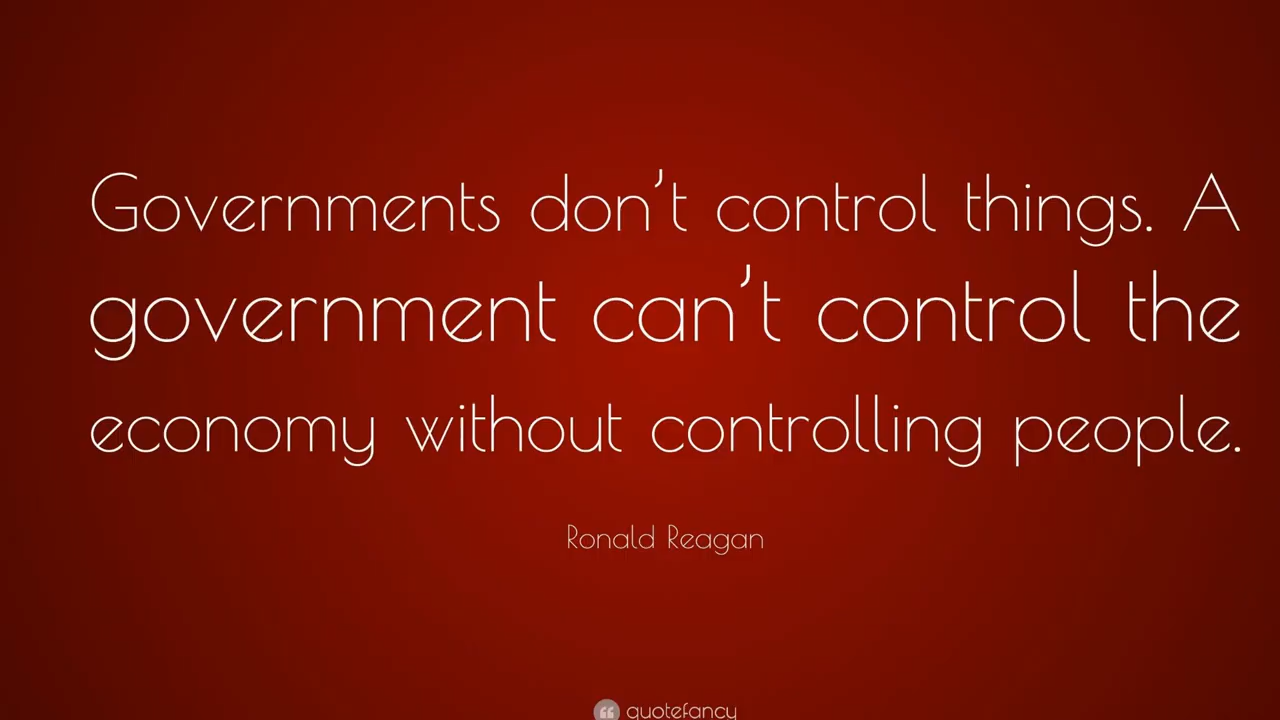 Governments don’t control things. A
government can’t control the
economy without controlling people.
Ronald Reagan
quotefancy